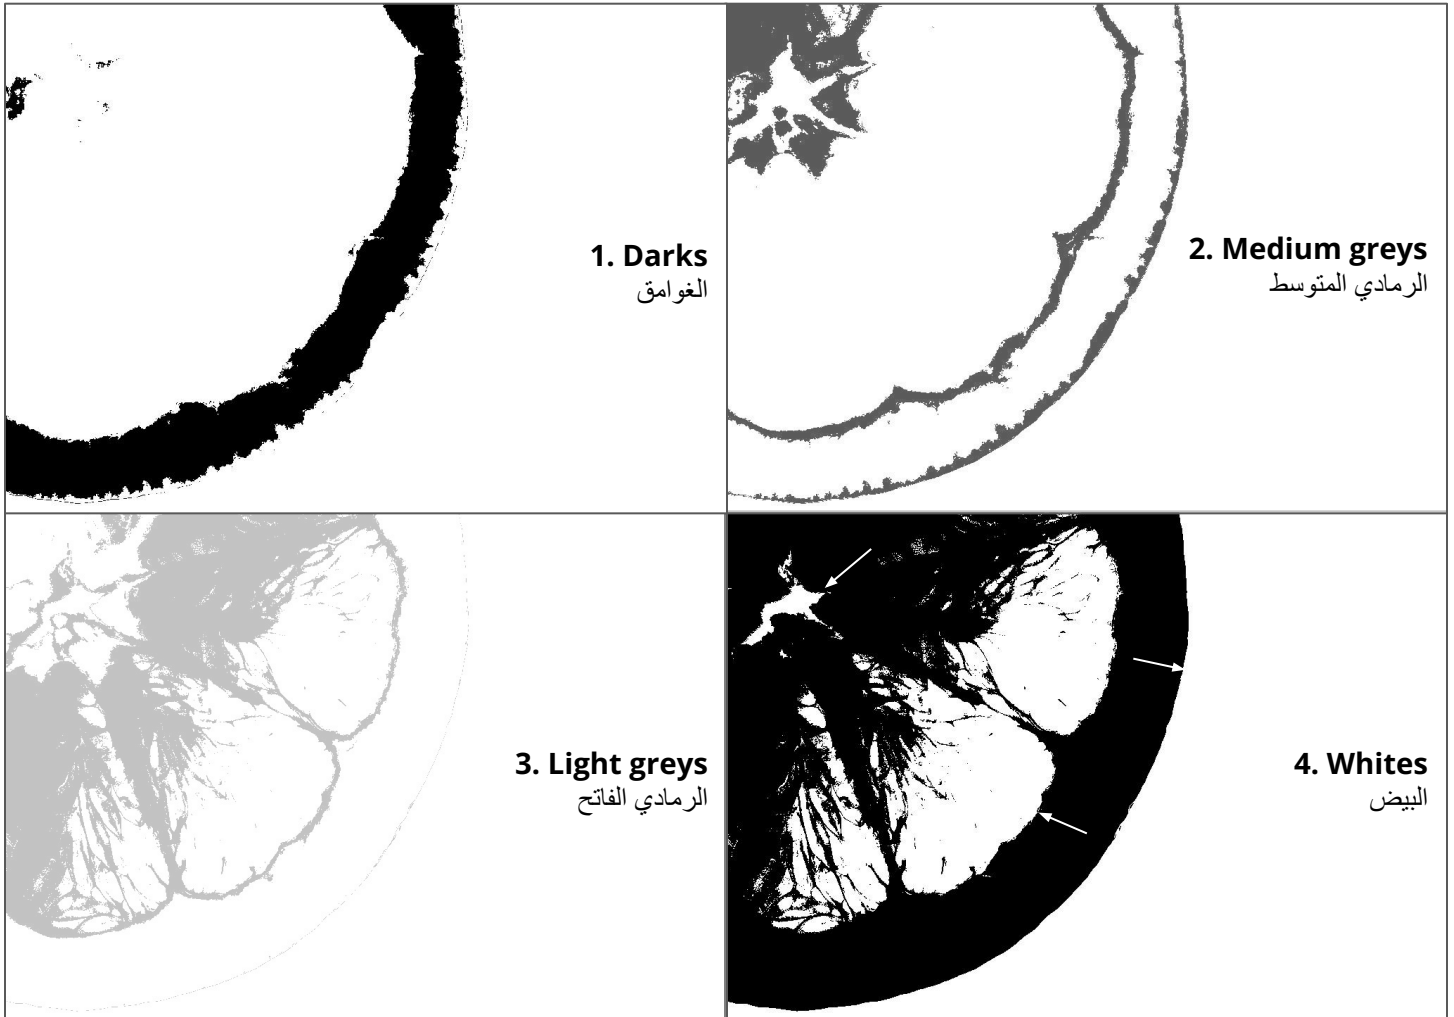 1. Darks
الغوامق
2. Medium greys
الرمادي المتوسط
3. Light greys
الرمادي الفاتح
4. Whites
البيض